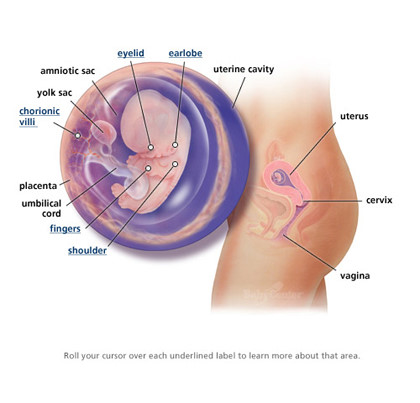 eyelid
earlobe
amniotic sac
uterine cavity
yolk sac
chorionic
villi
uterus
placenta
cervix
umbilical
cord
fingers
shoulder
vagina
Roll your cursor over each underlined label to learn more about that area.